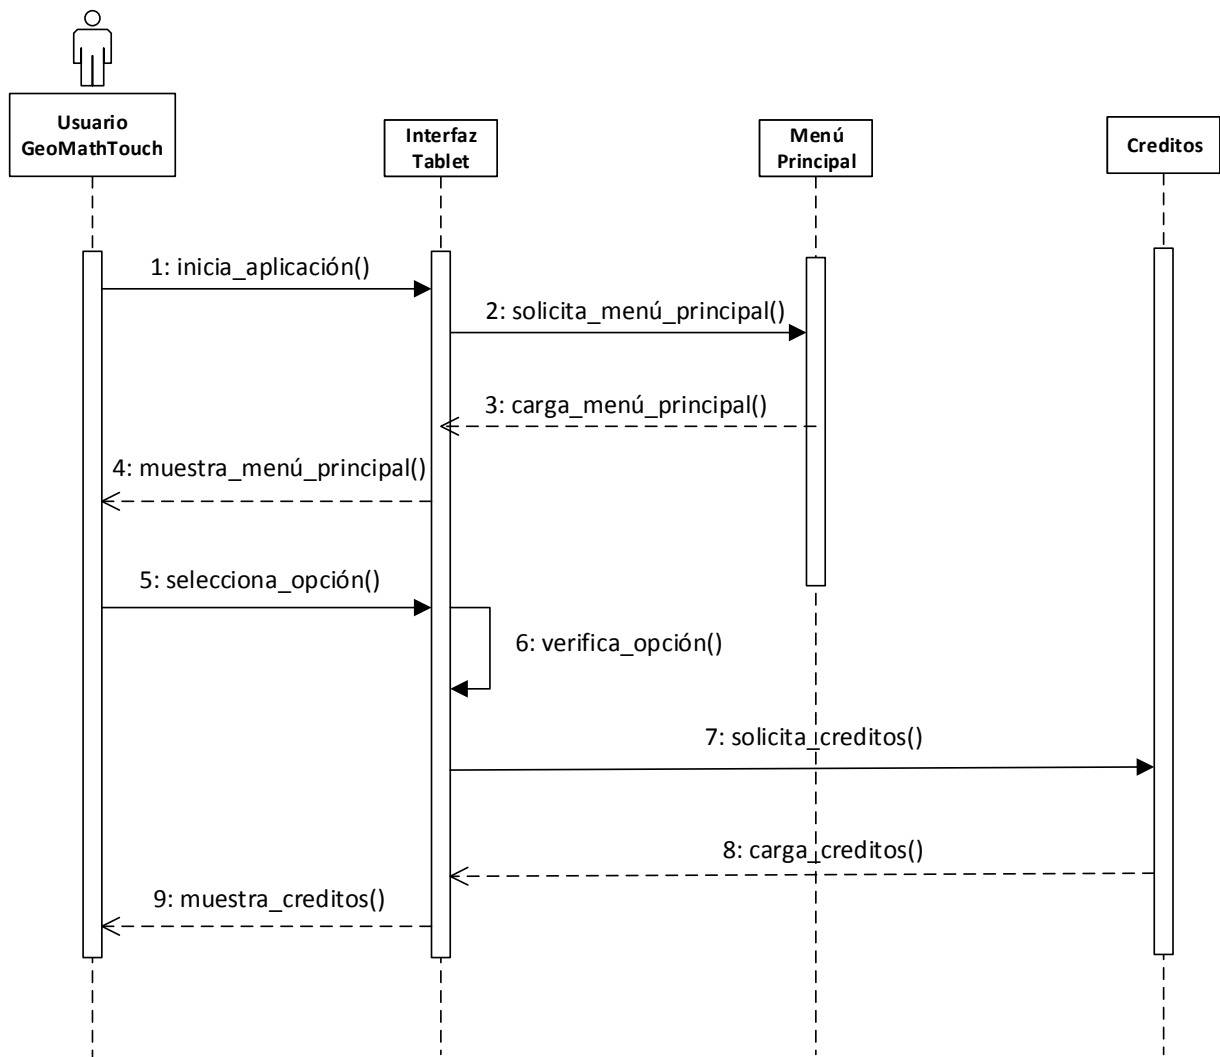 Usuario
GeoMathTouch
Interfaz
Tablet
Menú
Principal
Creditos
1: inicia_aplicación()
2: solicita_menú_principal()
3: carga_menú_principal()
4: muestra_menú_principal()
5: selecciona_opción()
6: verifica_opción()
7: solicita_creditos()
8: carga_creditos()
9: muestra_creditos()